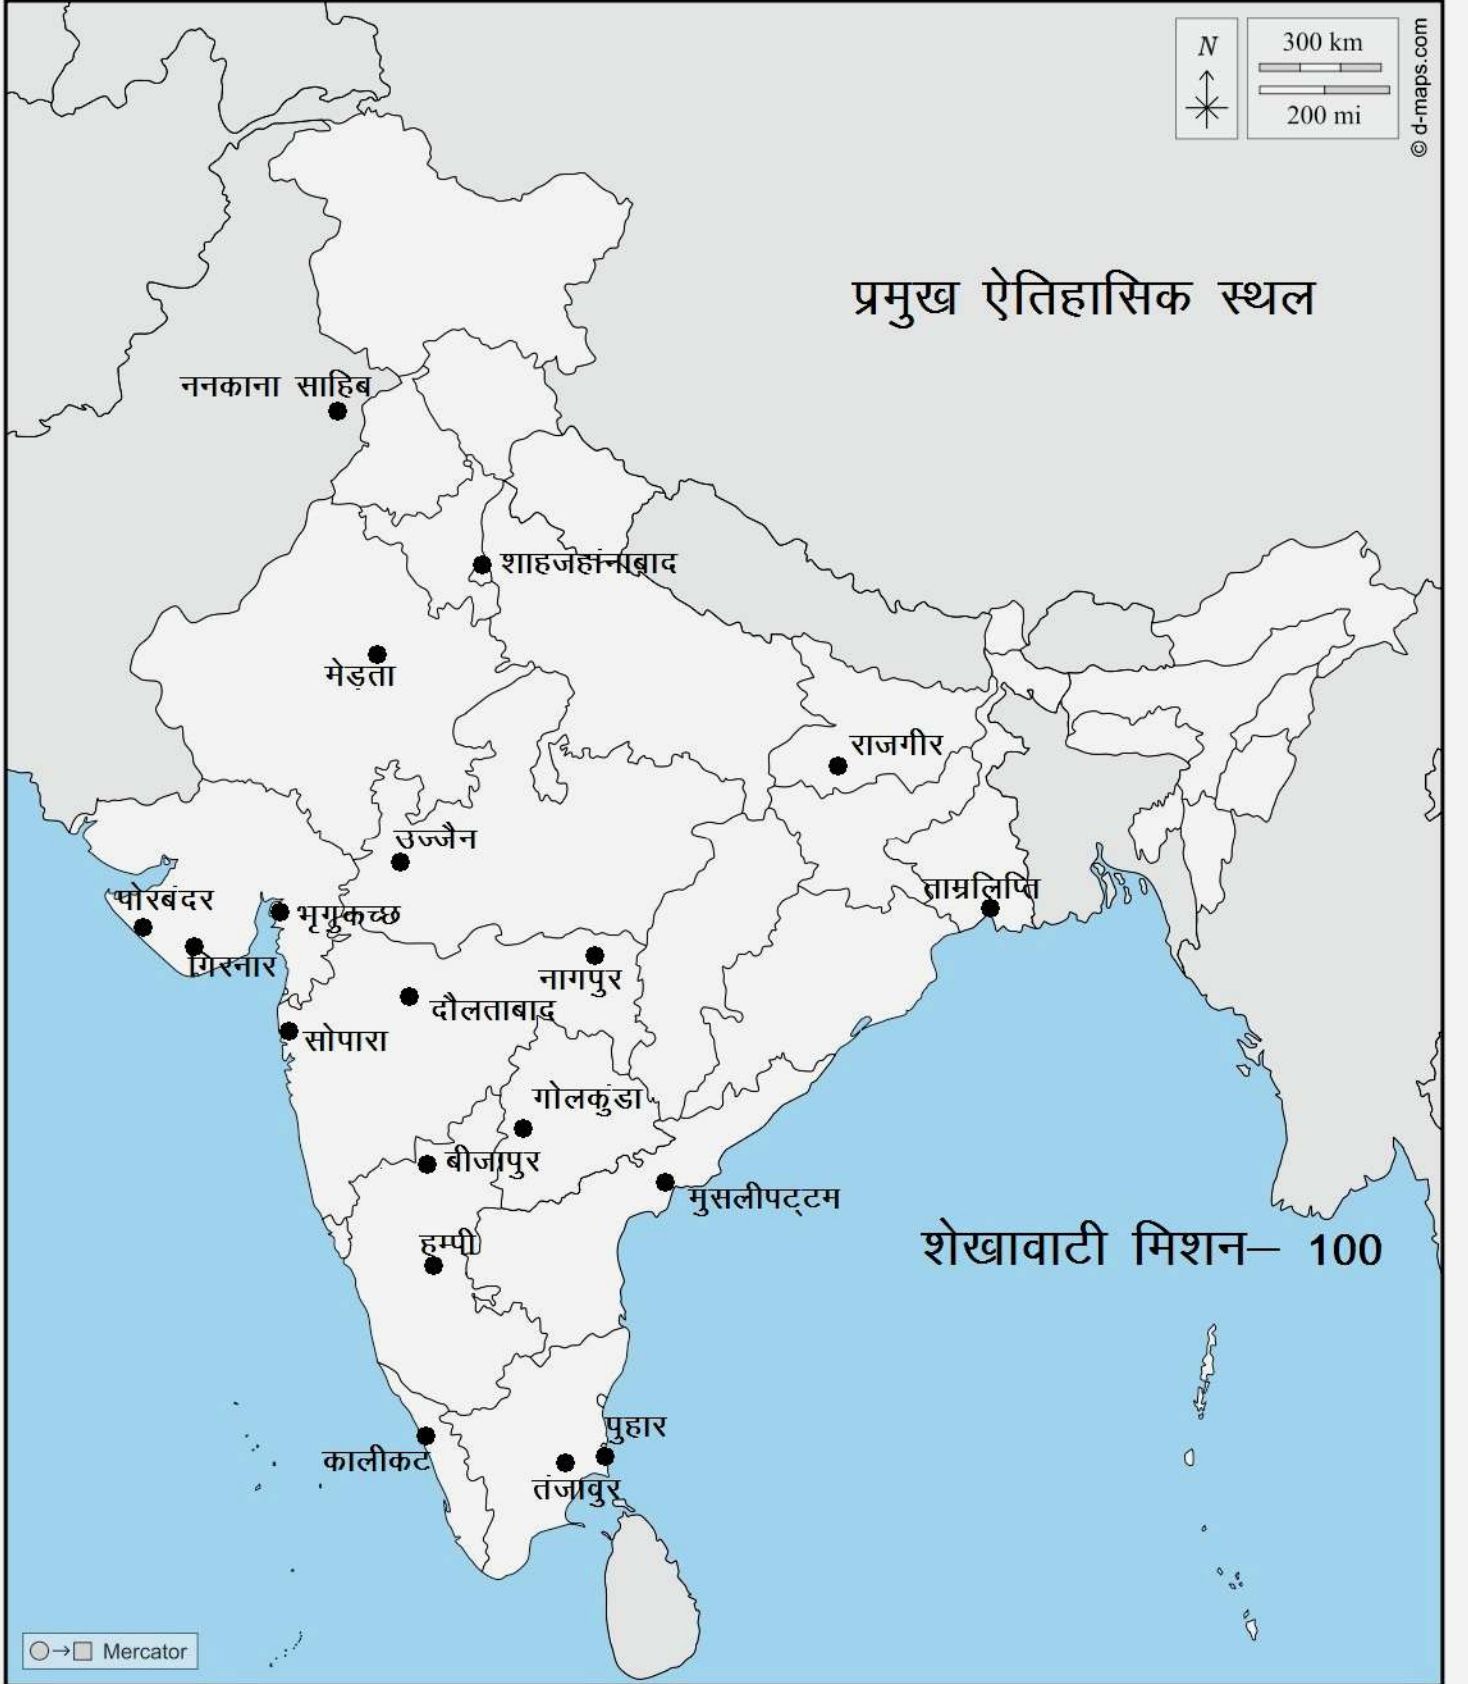 N
300 km
200 mi
© d-maps.com
प्रमुख ऐतिहासिक स्थल
ननकाना साहिब
शाहजहांनाबाद
मेड़ता
राजगीर
उज्जैन
ताम्रलिप्ति
पोरबंदर
भृगुकच्छ
गिरनार
नागपुर
दौलताबाद
सोपारा
गोलकुंडा
बीजापुर
मुसलीपट्टम
हम्पी
शेखावाटी मिशन– 100
पुहार
कालीकट
तंजावुर
Mercator